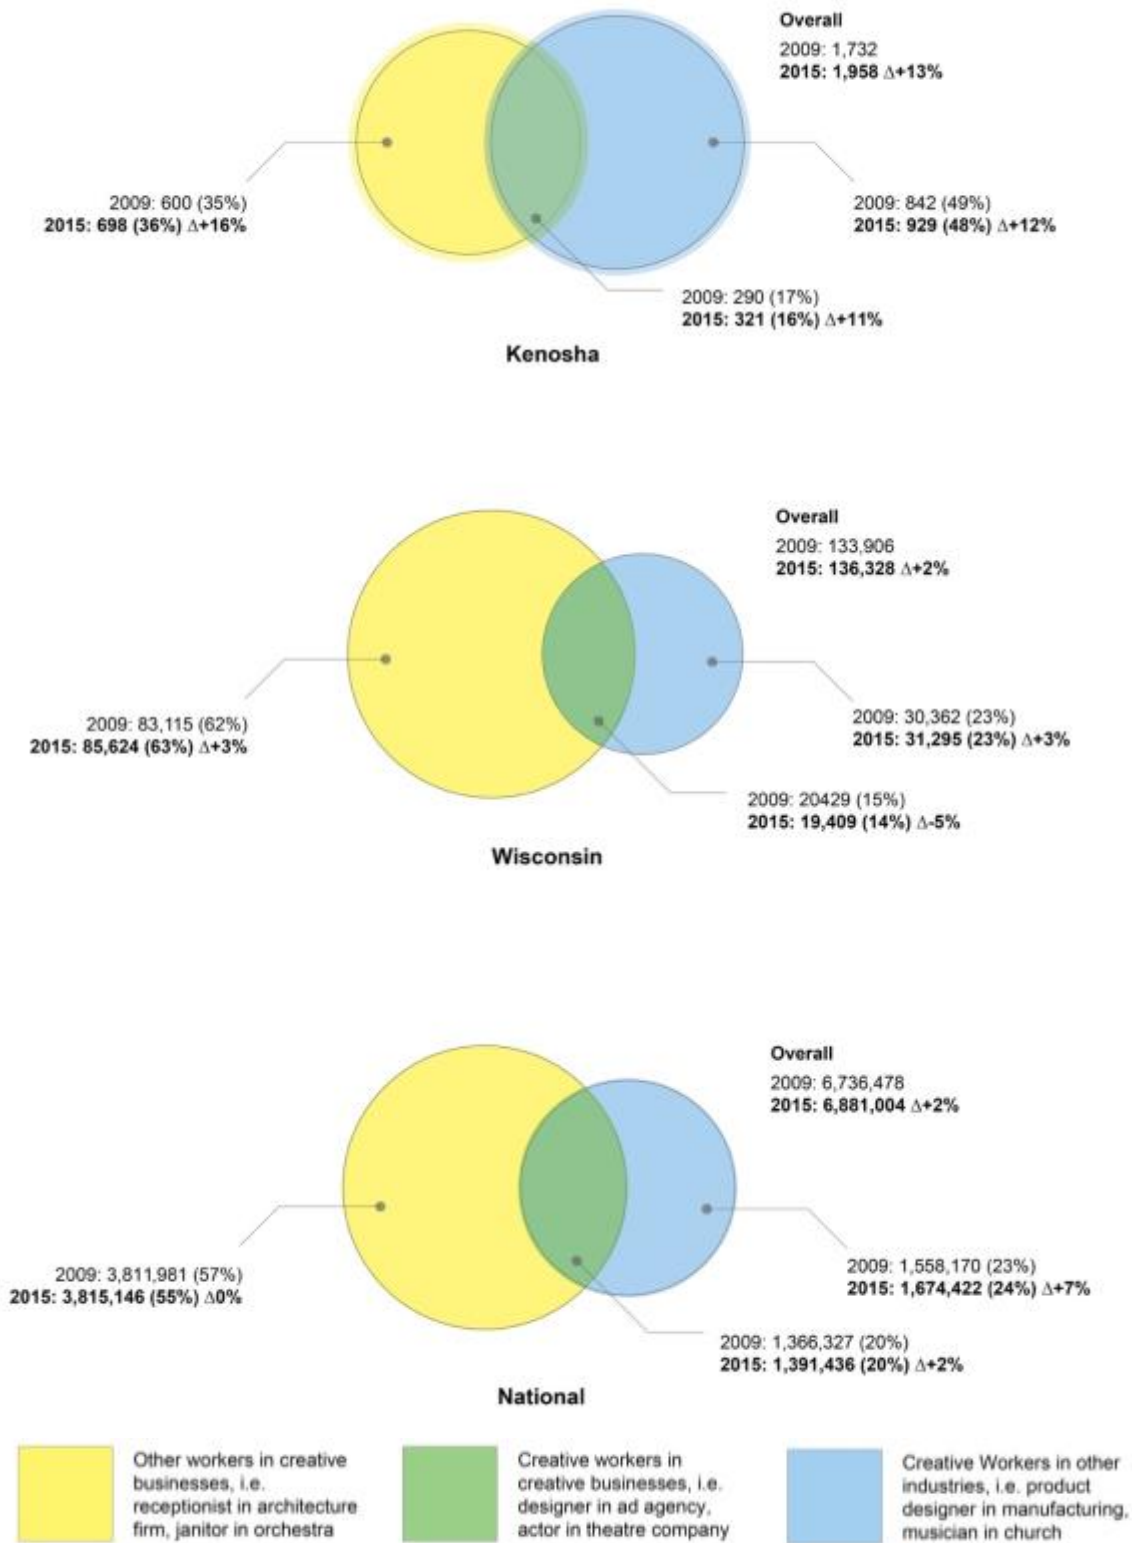 Overall
2009: 1,732
2015: 1,958 Δ+13%
2009: 600 (35%)
2015: 698 (36%) Δ+16%
2009: 842 (49%)
2015: 929 (48%) Δ+12%
2009: 290 (17%)
2015: 321 (16%) Δ+11%
Kenosha
Overall
2009: 133,906
2015: 136,328 Δ+2%
2009: 83,115 (62%)
2015: 85,624 (63%) Δ+3%
2009: 30,362 (23%)
2015: 31,295 (23%) Δ+3%
2009: 20429 (15%)
2015: 19,409 (14%) Δ-5%
Wisconsin
Overall
2009: 6,736,478
2015: 6,881,004 Δ+2%
2009: 3,811,981 (57%)
2015: 3,815,146 (55%) Δ0%
2009: 1,558,170 (23%)
2015: 1,674,422 (24%) Δ+7%
2009: 1,366,327 (20%)
2015: 1,391,436 (20%) Δ+2%
National
Other workers in creative
businesses, i.e.
receptionist in architecture
firm, janitor in orchestra
Creative workers in
creative businesses, i.e.
designer in ad agency,
actor in theatre company
Creative Workers in other
industries, i.e. product
designer in manufacturing,
musician in church